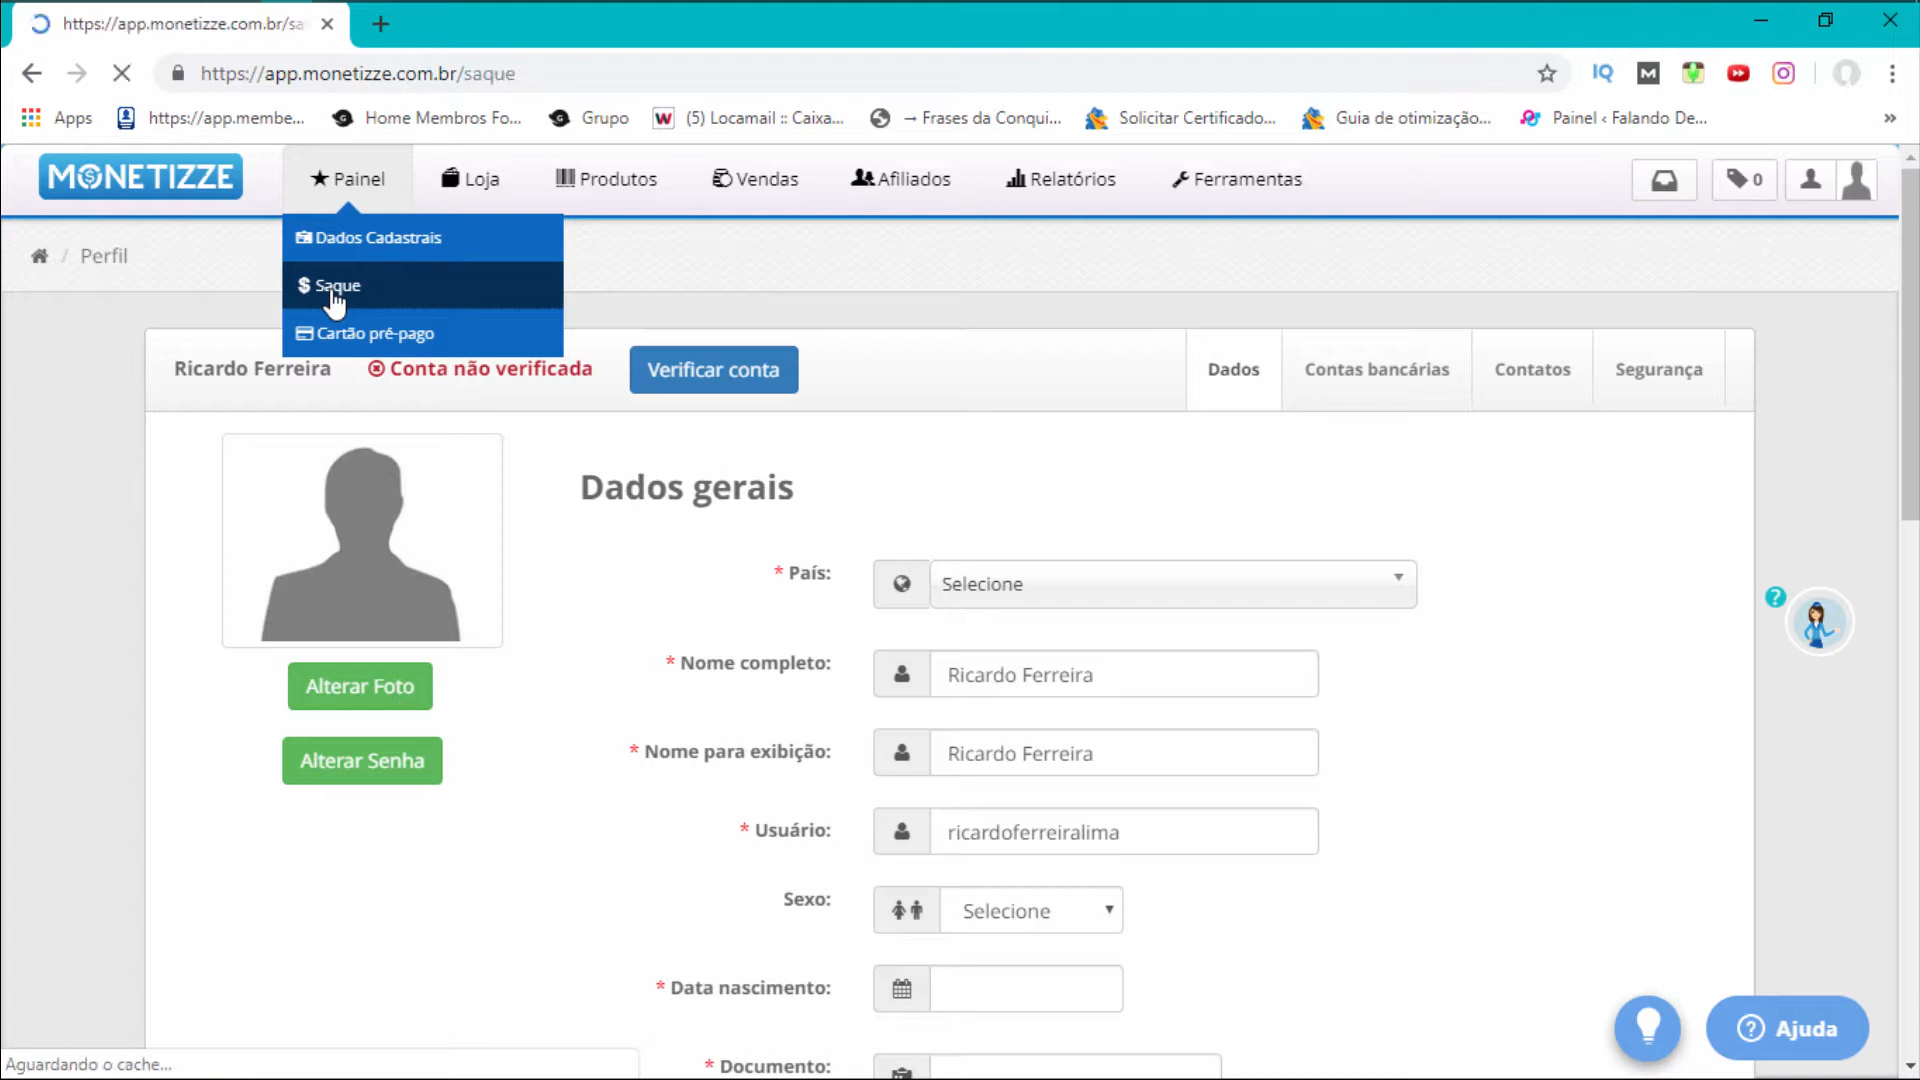 https://app.monetizze.com.br/sa
https://app.monetizze.com.br/saque
IQ
M
Apps
https://app.membe...
Home Membros Fo...
Grupo
W
(5) Locamail :: Caixa...
→ Frases da Conqui...
Solicitar Certificado...
Guia de otimização...
Painel ‹ Falando De...
»
MONETIZZE
Painel
Loja
Produtos
Vendas
Afiliados
Relatórios
Ferramentas
0
Dados Cadastrais
$ Saque
Cartão pré-pago
/ Perfil
Ricardo Ferreira
Conta não verificada
Verificar conta
Dados
Contas bancárias
Contatos
Segurança
Dados gerais
* País:
Selecione
* Nome completo:
Ricardo Ferreira
* Nome para exibição:
Ricardo Ferreira
* Usuário:
ricardoferreiralima
Sexo:
Selecione
* Data nascimento:
* Documento:
Alterar Foto
Alterar Senha
?
? Ajuda
Aguardando o cache...